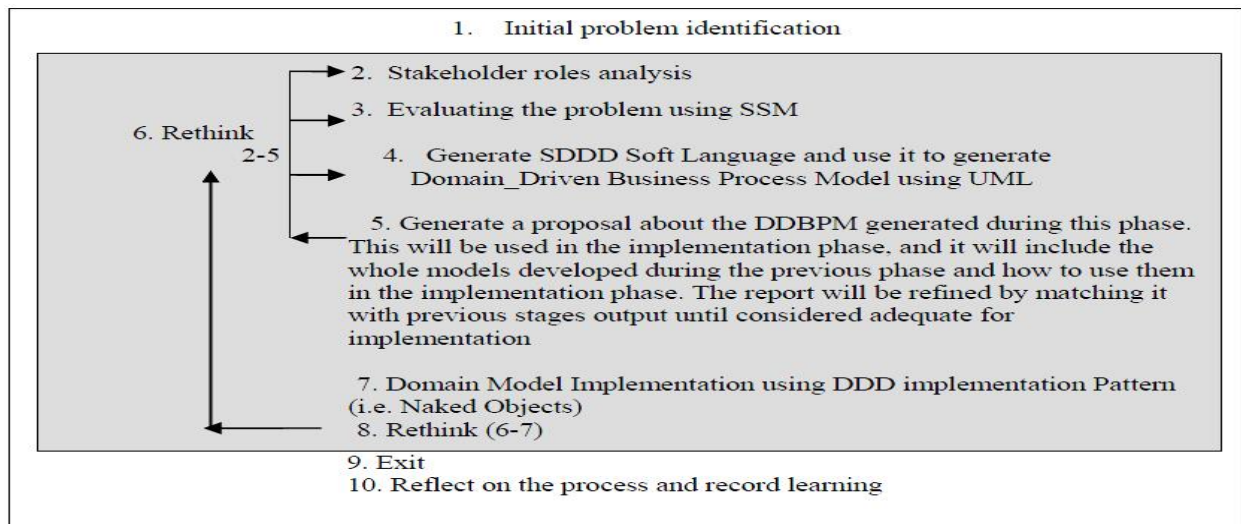 1. Initial problem identification
2. Stakeholder roles analysis
3. Evaluating the problem using SSM
6. Rethink
2-5
4. Generate SDDD Soft Language and use it to generate
Domain_Driven Business Process Model using UML
5. Generate a proposal about the DDBPM generated during this phase.
This will be used in the implementation phase, and it will include the
whole models developed during the previous phase and how to use them
in the implementation phase. The report will be refined by matching it
with previous stages output until considered adequate for
implementation
7. Domain Model Implementation using DDD implementation Pattern
(i.e. Naked Objects)
8. Rethink (6-7)
9. Exit
10. Reflect on the process and record learning